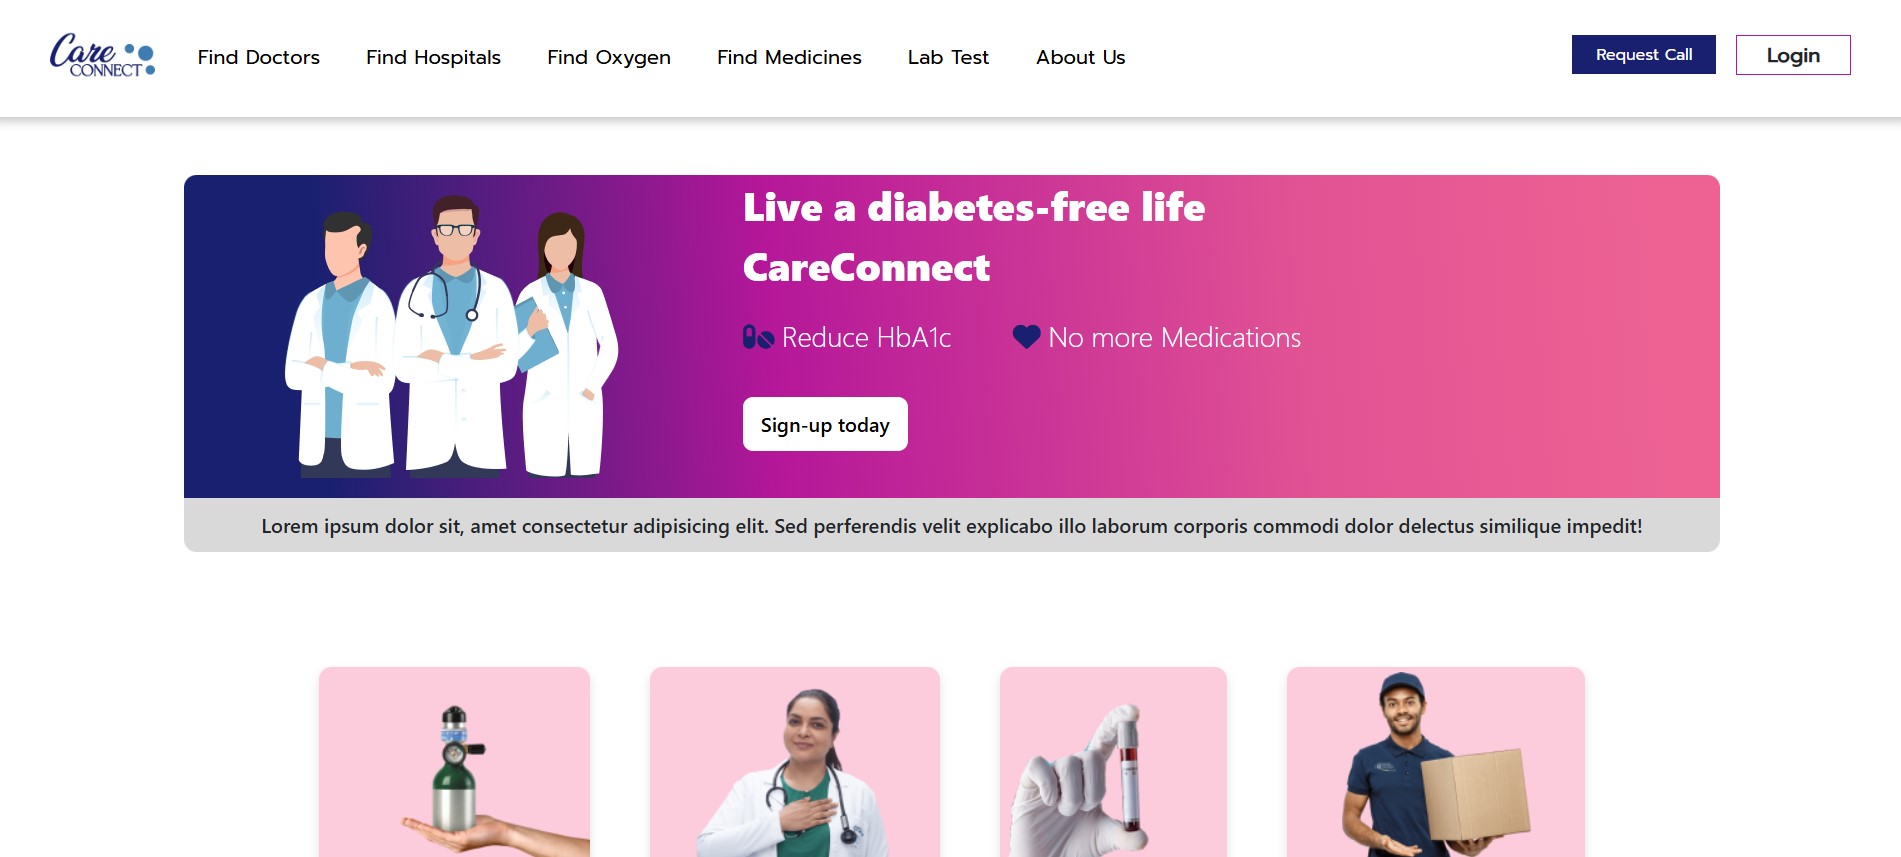 Care
CONNECT
Find Doctors Find Hospitals Find Oxygen Find Medicines Lab Test About Us Request Call Login
Live a diabetes-free life
CareConnect
Reduce HbA1c No more Medications
Sign-up today
Lorem ipsum dolor sit, amet consectetur adipisicing elit. Sed perferendis velit explicabo illo laborum corporis commodi dolor delectus similique impedit!